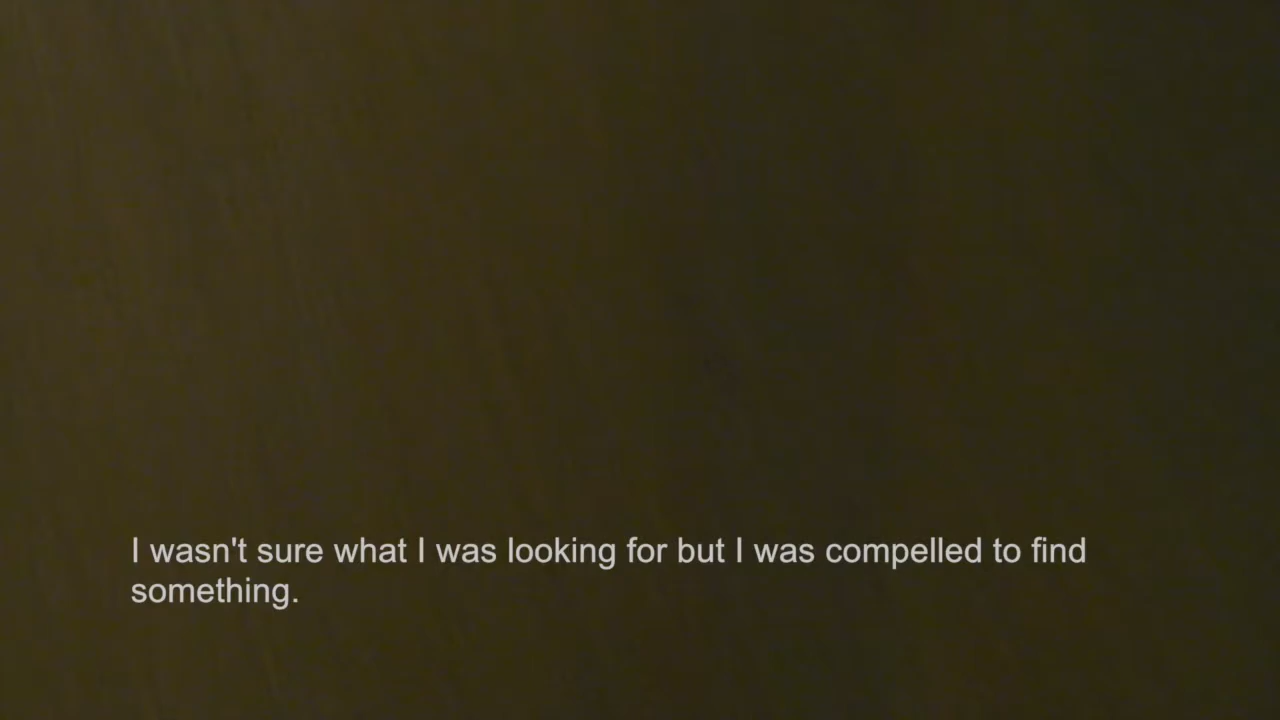 I wasn't sure what I was looking for but I was compelled to find
something.